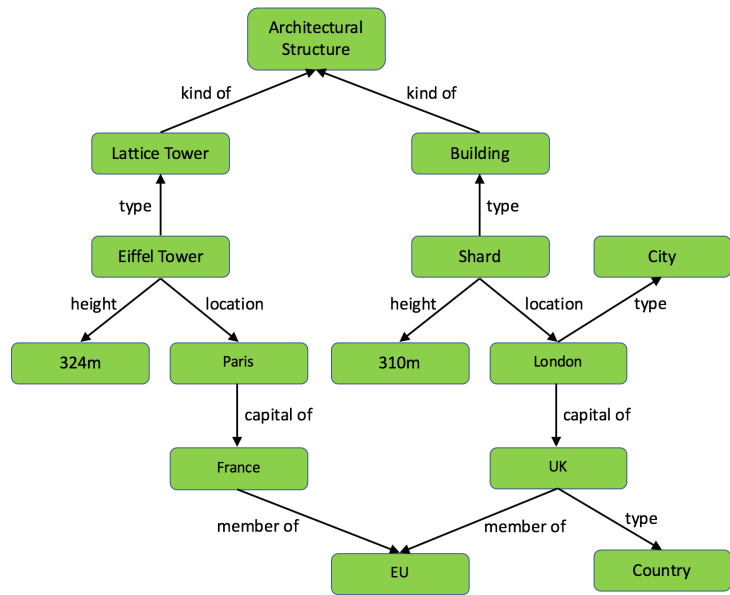 Architectural
Structure
kind of
kind of
Lattice Tower
Building
type
type
Eiffel Tower
Shard
City
height
location
height
location
type
324m
Paris
310m
London
capital of
capital of
France
UK
member of
member of
type
EU
Country